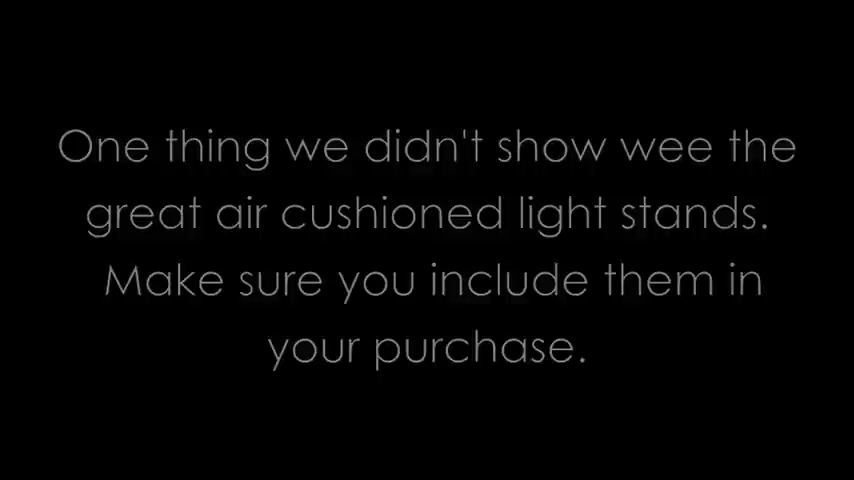 One thing we didn't show wee the
great air cushioned light stands.
Make sure you include them in
your purchase.